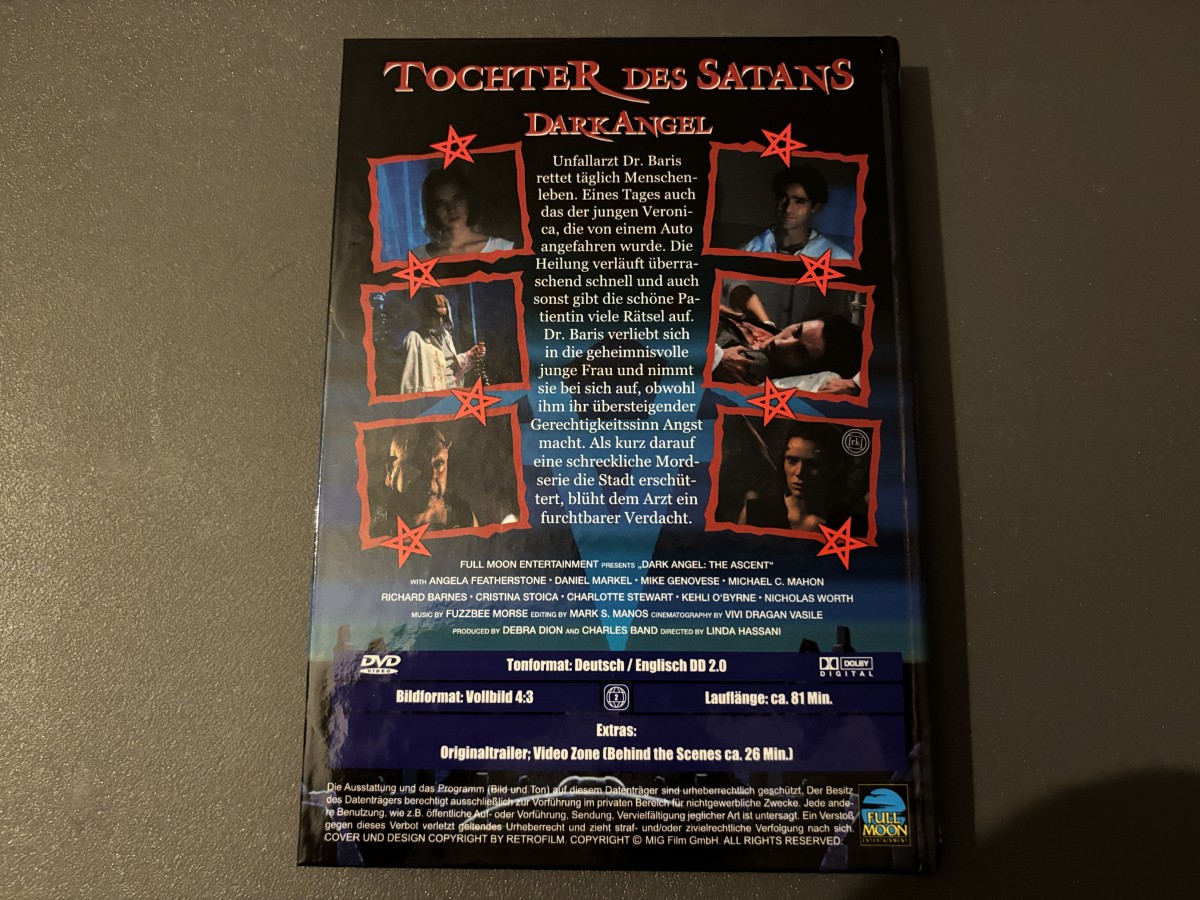 TOCHTER DES SATANS
DARK ANGEL
Unfallarzt Dr. Baris
rettet täglich Menschen-
leben. Eines Tages auch
das der jungen Veroni-
ca, die von einem Auto
angefahren wurde. Die
Heilung verläuft überra-
schend schnell und auch
sonst gibt die schöne Pa-
tientin viele Rätsel auf.
Dr. Baris verliebt sich
in die geheimnisvolle
junge Frau und nimmt
sie bei sich auf, obwohl
ihm ihr übersteigender
Gerechtigkeitssinn Angst
macht. Als kurz darauf
eine schreckliche Mord-
serie die Stadt erschüt-
tert, blüht dem Arzt ein
furchtbarer Verdacht.
[rk]
FULL MOON ENTERTAINMENT PRESENTS „DARK ANGEL: THE ASCENT“
WITH ANGELA FEATHERSTONE · DANIEL MARKEL · MIKE GENOVESE · MICHAEL C. MAHON
RICHARD BARNES · CRISTINA STOICA · CHARLOTTE STEWART · KEHLI O'BYRNE · NICHOLAS WORTH
MUSIC BY FUZZBEE MORSE EDITING BY MARK S. MANOS CINEMATOGRAPHY BY VIVI DRAGAN VASILE
PRODUCED BY DEBRA DION AND CHARLES BAND DIRECTED BY LINDA HASSANI
DVD VIDEO
Tonformat: Deutsch / Englisch DD 2.0
DOLBY DIGITAL
Bildformat: Vollbild 4:3
2
Lauflänge: ca. 81 Min.
Extras:
Originaltrailer; Video Zone (Behind the Scenes ca. 26 Min.)
Die Ausstattung und das Programm (Bild und Ton) auf diesem Datenträger sind urheberrechtlich geschützt. Der Besitz
des Datenträgers berechtigt ausschließlich zur Vorführung im privaten Bereich für nichtgewerbliche Zwecke. Jede ande-
re Benutzung, wie z.B. öffentliche Auf- oder Vorführung, Sendung, Vervielfältigung jeglicher Art ist untersagt. Ein Verstoß
gegen dieses Verbot verletzt geltendes Urheberrecht und zieht straf- und/oder zivielrechtliche Verfolgung nach sich.
COVER UND DESIGN COPYRIGHT BY RETROFILM. COPYRIGHT © MIG Film GmbH. ALL RIGHTS RESERVED.
FULL
MOON
ENTERTAINMENT